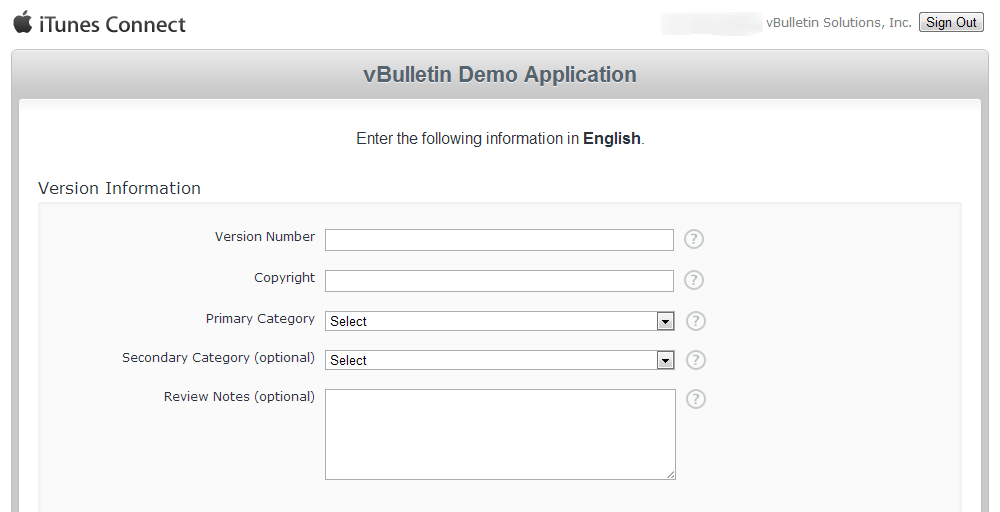 iTunes Connect
vBulletin Solutions, Inc. Sign Out
vBulletin Demo Application
Enter the following information in English.
Version Information
Version Number ?
Copyright ?
Primary Category Select ?
Secondary Category (optional) Select ?
Review Notes (optional) ?